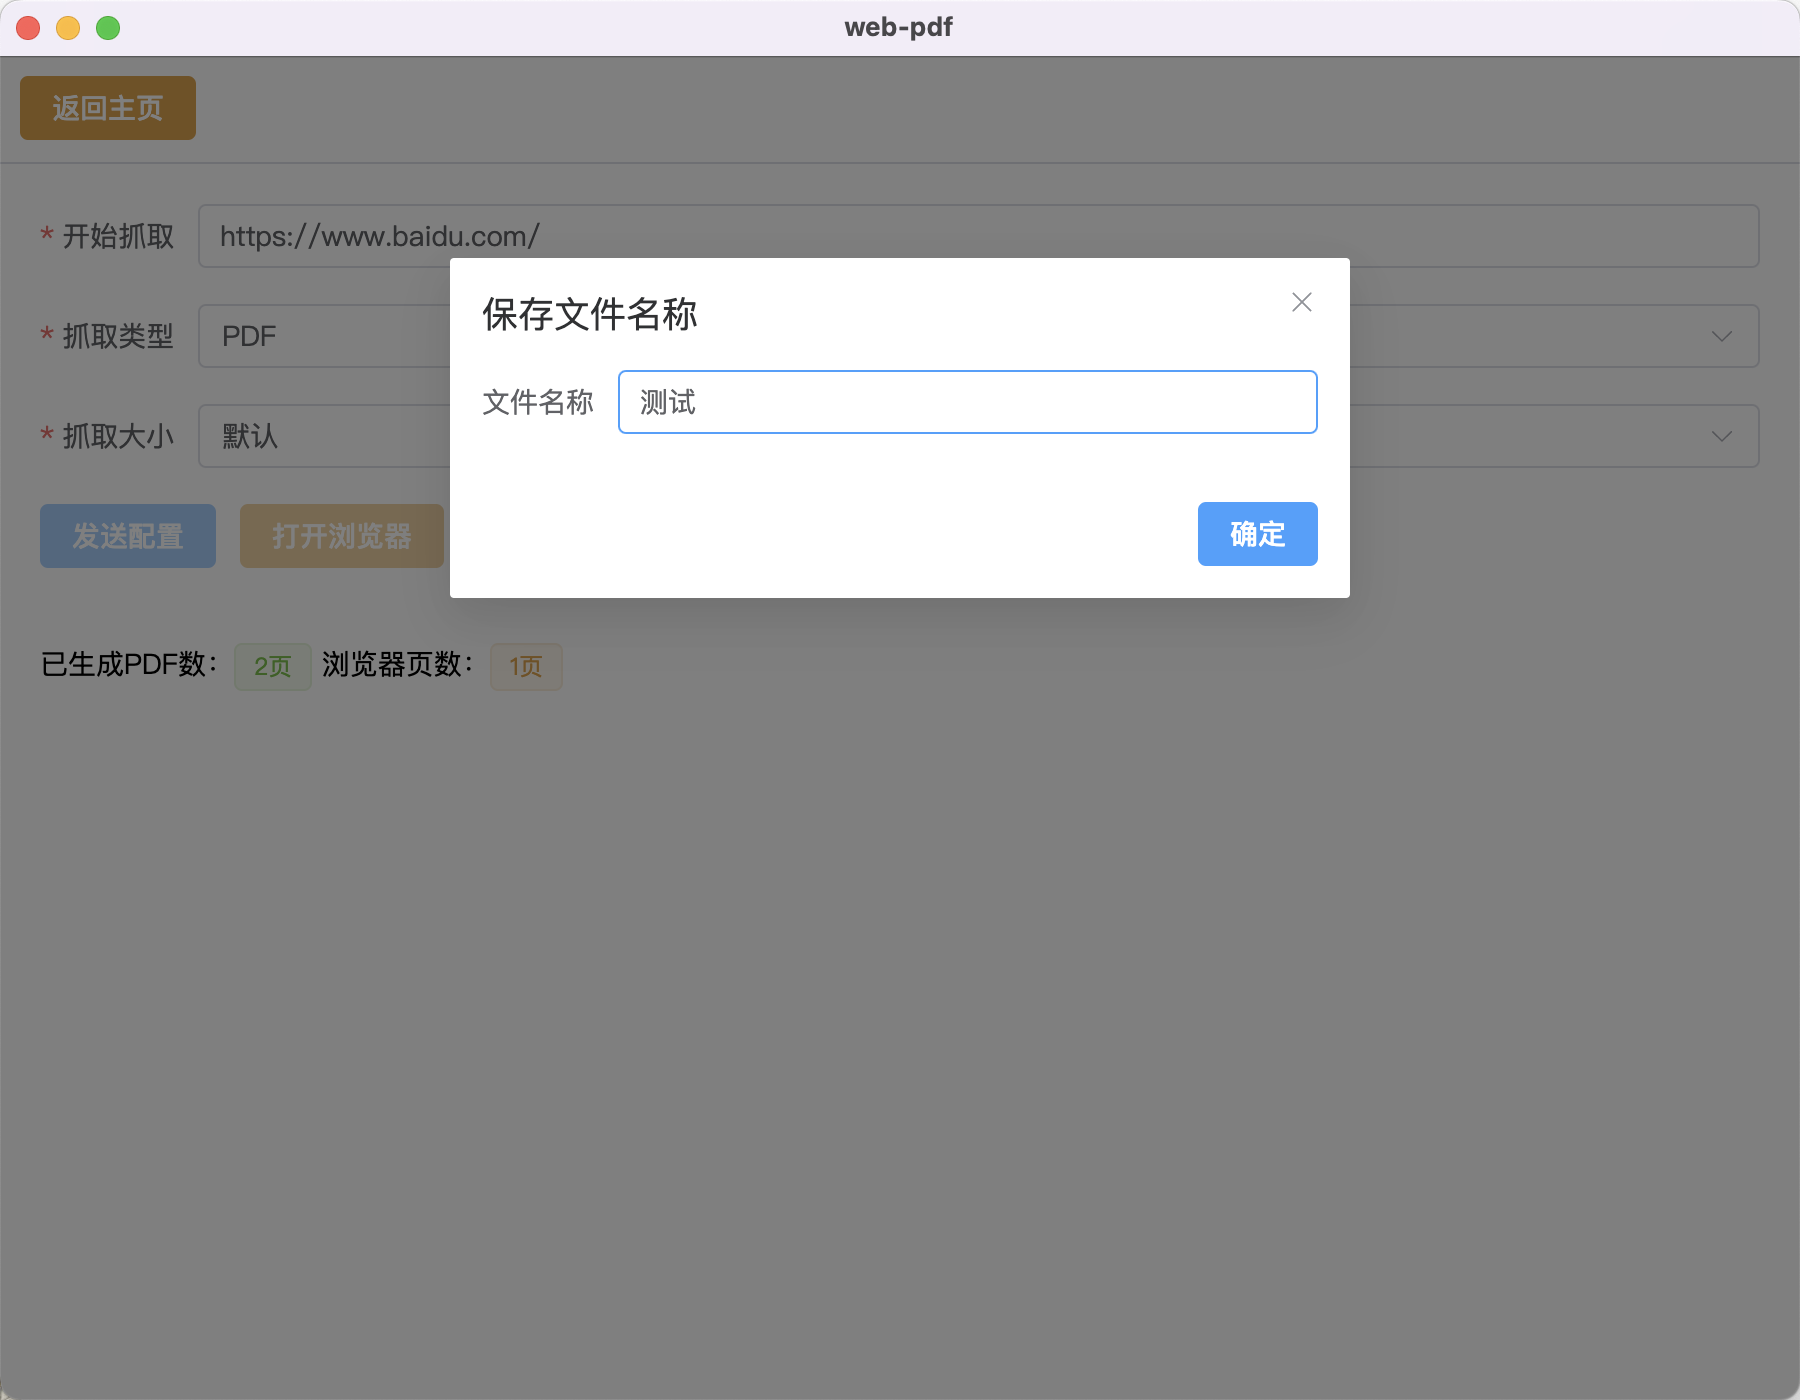 web-pdf
返回主页
* 开始抓取 https://www.baidu.com/
保存文件名称
* 抓取类型 PDF
文件名称 测试
* 抓取大小 默认
发送配置 打开浏览器 确定
已生成PDF数： 2页 浏览器页数： 1页